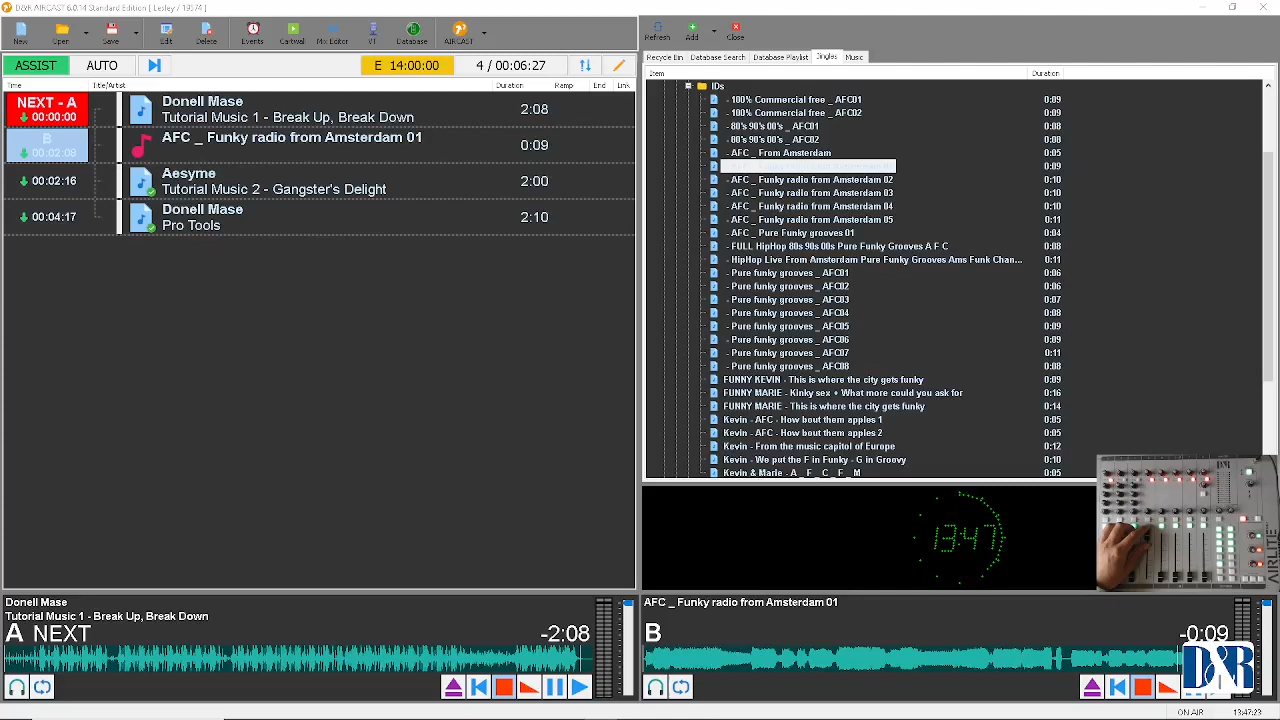 D&R AIRCAST 6.0.14 Standard Edition [ Lesley / 19574 ]
New Open Save Edit Delete Events Cartwall Mix Editor VT Database AIRCAST
Refresh Add Close
ASSIST AUTO E 14:00:00 4 / 00:06:27
Recycle Bin Database Search Database Playlist Jingles Music
Time Title/Artist Duration Ramp End Link
Item Duration
NEXT - A
00:00:00
Donell Mase
Tutorial Music 1 - Break Up, Break Down
2:08
B
00:02:08
AFC _ Funky radio from Amsterdam 01
0:09
00:02:16
Aesyme
Tutorial Music 2 - Gangster's Delight
2:00
00:04:17
Donell Mase
Pro Tools
2:10
IDs
- 100% Commercial free _ AFC01 0:09
- 100% Commercial free _ AFC02 0:09
- 80's 90's 00's _ AFC01 0:08
- 80's 90's 00's _ AFC02 0:08
- AFC _ From Amsterdam 0:05
0:09
- AFC _ Funky radio from Amsterdam 02 0:10
- AFC _ Funky radio from Amsterdam 03 0:10
- AFC _ Funky radio from Amsterdam 04 0:10
- AFC _ Funky radio from Amsterdam 05 0:11
- AFC _ Pure Funky grooves 01 0:04
- FULL HipHop 80s 90s 00s Pure Funky Grooves A F C 0:08
- HipHop Live From Amsterdam Pure Funky Grooves Ams Funk Chan... 0:11
- Pure funky grooves _ AFC01 0:06
- Pure funky grooves _ AFC02 0:06
- Pure funky grooves _ AFC03 0:07
- Pure funky grooves _ AFC04 0:08
- Pure funky grooves _ AFC05 0:09
- Pure funky grooves _ AFC06 0:09
- Pure funky grooves _ AFC07 0:11
- Pure funky grooves _ AFC08 0:08
FUNNY KEVIN - This is where the city gets funky 0:09
FUNNY MARIE - Kinky sex + What more could you ask for 0:16
FUNNY MARIE - This is where the city gets funky 0:14
Kevin - AFC - How bout them apples 1 0:05
Kevin - AFC - How bout them apples 2 0:05
Kevin - From the music capitol of Europe 0:12
Kevin - We put the F in Funky - G in Groovy 0:10
Kevin & Marie - A _ F _ C _ F _ M 0:05
13:47
AIRLITE
Donell Mase
Tutorial Music 1 - Break Up, Break Down
A NEXT -2:08
AFC _ Funky radio from Amsterdam 01
B -0:09
D&R
ON AIR 13:47:23